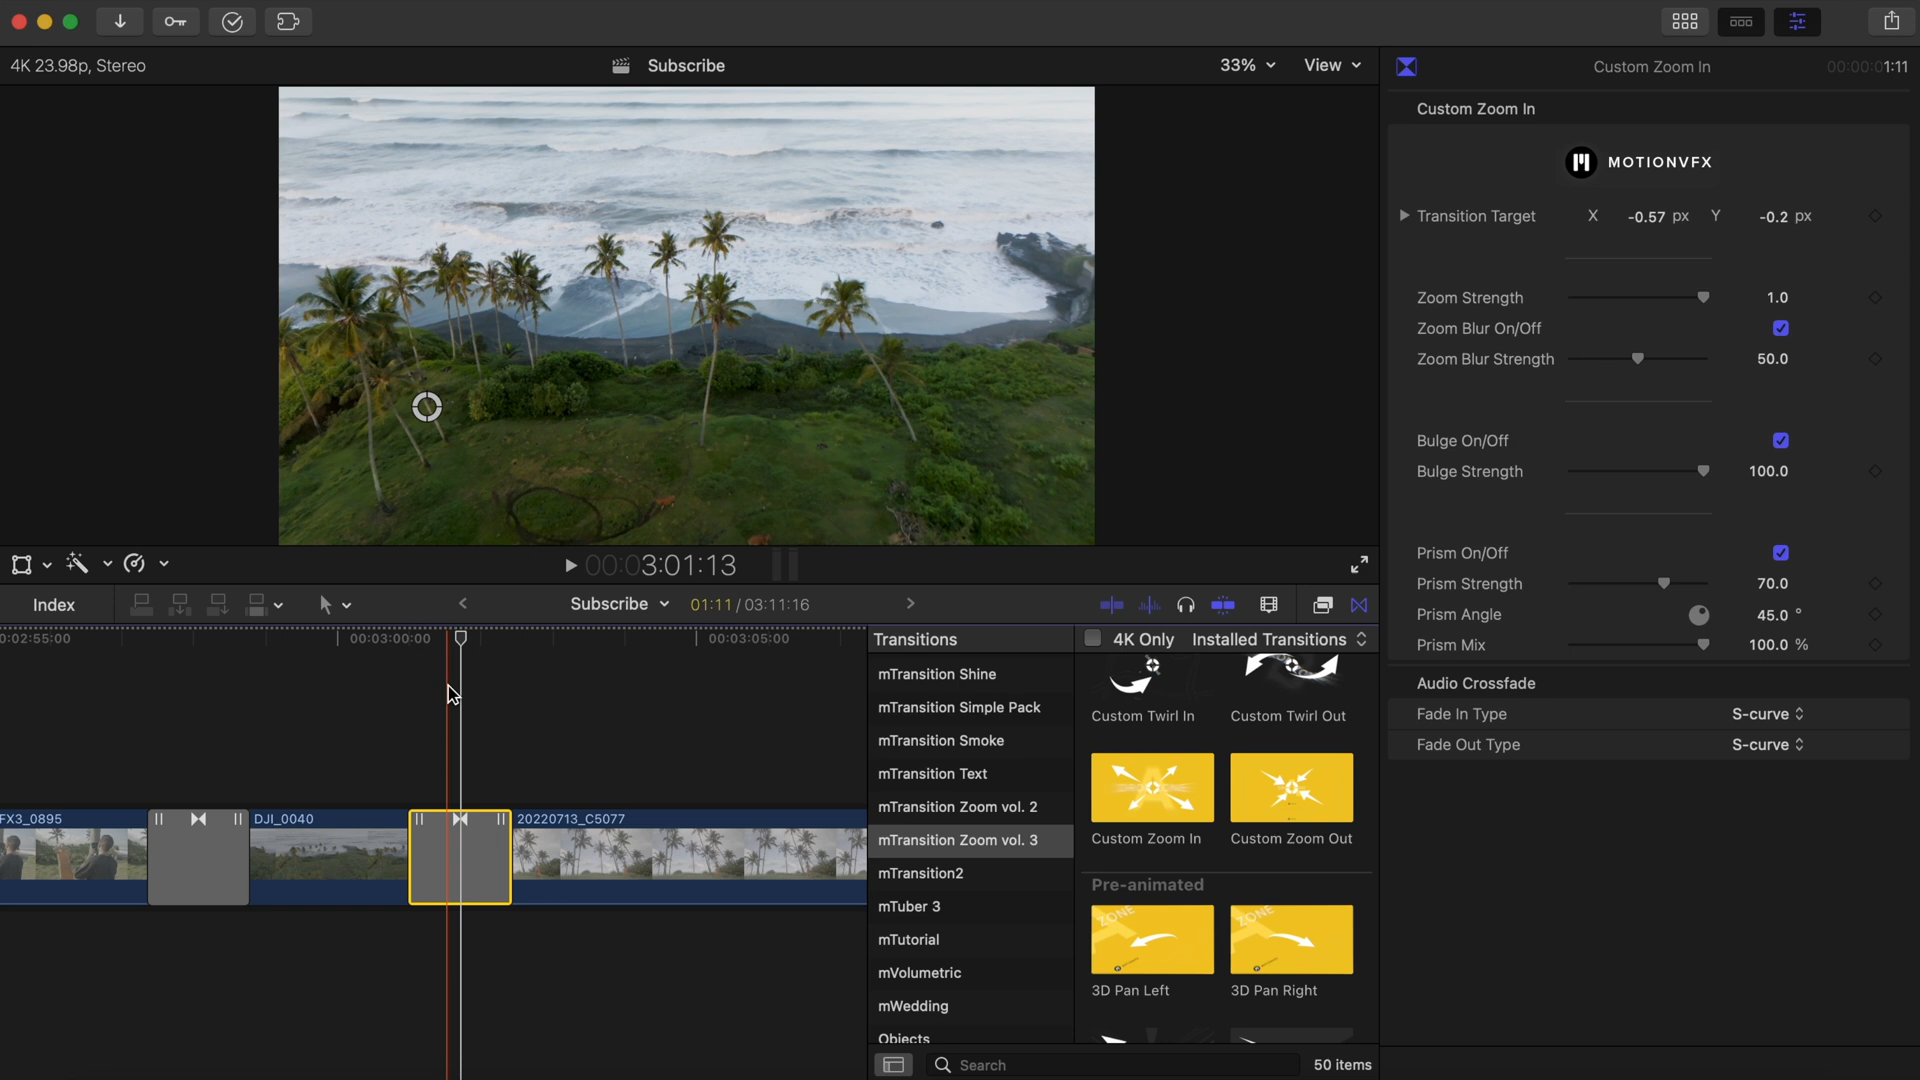 4K 23.98p, Stereo
Subscribe
33%
View
Custom Zoom In
00:00:01:11
Custom Zoom In
MOTIONVFX
Transition Target X -0.57 px Y -0.2 px
Zoom Strength 1.0
Zoom Blur On/Off
Zoom Blur Strength 50.0
Bulge On/Off
Bulge Strength 100.0
Prism On/Off
Prism Strength 70.0
Prism Angle 45.0 °
Prism Mix 100.0 %
Audio Crossfade
Fade In Type S-curve
Fade Out Type S-curve
00:03:01:13
Index
Subscribe 01:11 / 03:11:16
0:02:55:00
00:03:00:00
00:03:05:00
FX3_0895
DJI_0040
20220713_C5077
Transitions
4K Only
Installed Transitions
mTransition Shine
mTransition Simple Pack
mTransition Smoke
mTransition Text
mTransition Zoom vol. 2
mTransition Zoom vol. 3
mTransition2
mTuber 3
mTutorial
mVolumetric
mWedding
Objects
Custom Twirl In
Custom Twirl Out
Custom Zoom In
Custom Zoom Out
Pre-animated
ZONE
ZONE
3D Pan Left
3D Pan Right
Search
50 items